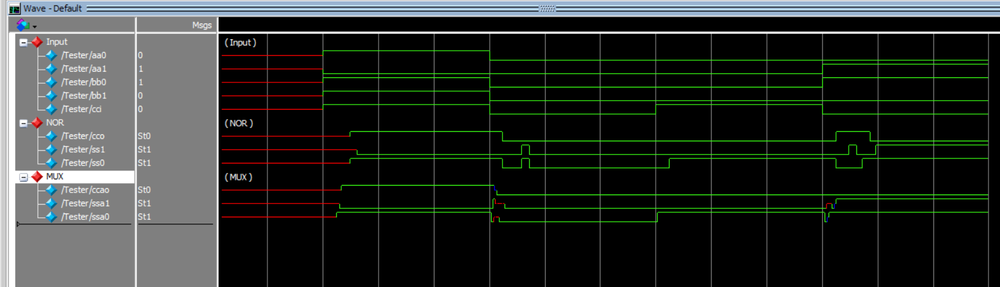 Wave - Default
Msgs
Input
(Input)
/Tester/aa0 0
/Tester/aa1 1
/Tester/bb0 1
/Tester/bb1 0
/Tester/cci 0
NOR
(NOR)
/Tester/cco St0
/Tester/ss1 St1
/Tester/ss0 St1
MUX
(MUX)
/Tester/ccao St0
/Tester/ssa1 St1
/Tester/ssa0 St1